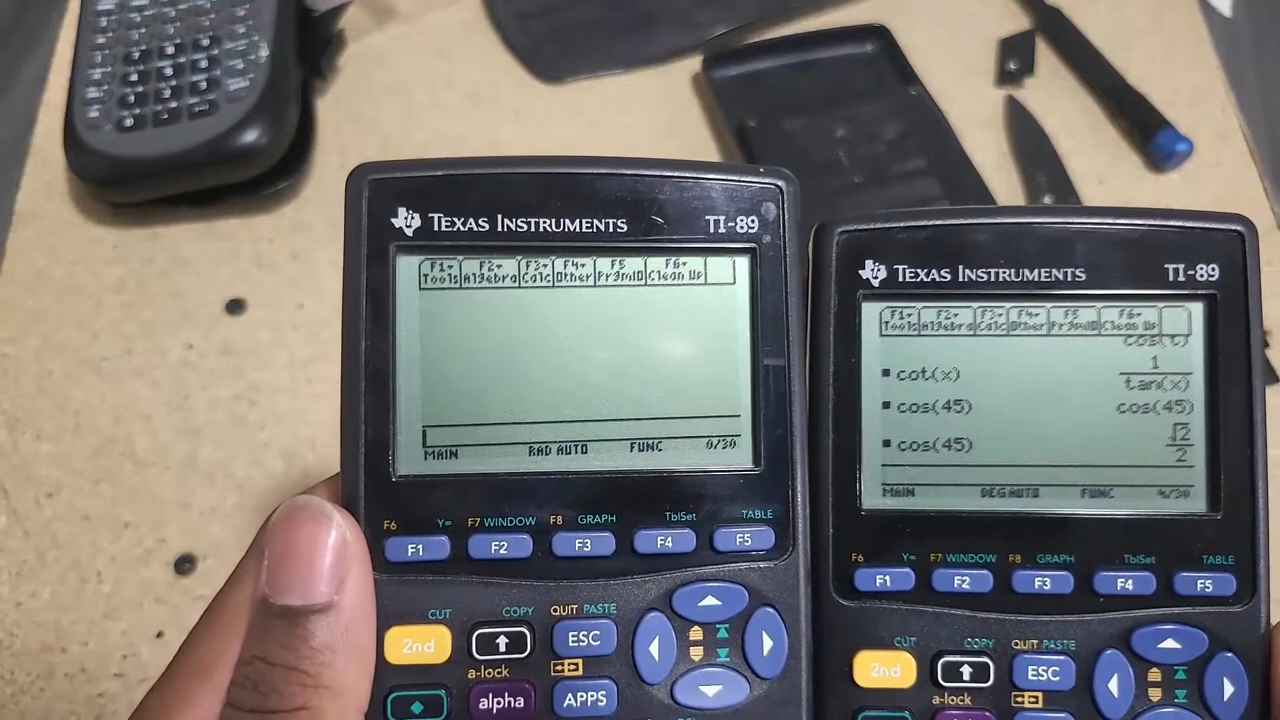 TEXAS INSTRUMENTS TI-89
F1 F2 F3 F4 F5 F6
Tools Algebra Calc Other PrgmIO Clean Up
MAIN RAD AUTO FUNC 0/30
F6 Y= F7 WINDOW F8 GRAPH TblSet TABLE
F1 F2 F3 F4 F5
CUT COPY QUIT PASTE
2nd ESC
a-lock
alpha APPS
TEXAS INSTRUMENTS TI-89
F1 F2 F3 F4 F5 F6
Tools Algebra Calc Other PrgmIO Clean Up
cos(t)
cot(x) 1
tan(x)
cos(45) cos(45)
cos(45) √2
2
MAIN DEG AUTO FUNC 4/30
F6 Y= F7 WINDOW F8 GRAPH TblSet TABLE
F1 F2 F3 F4 F5
CUT COPY QUIT PASTE
2nd ESC
a-lock